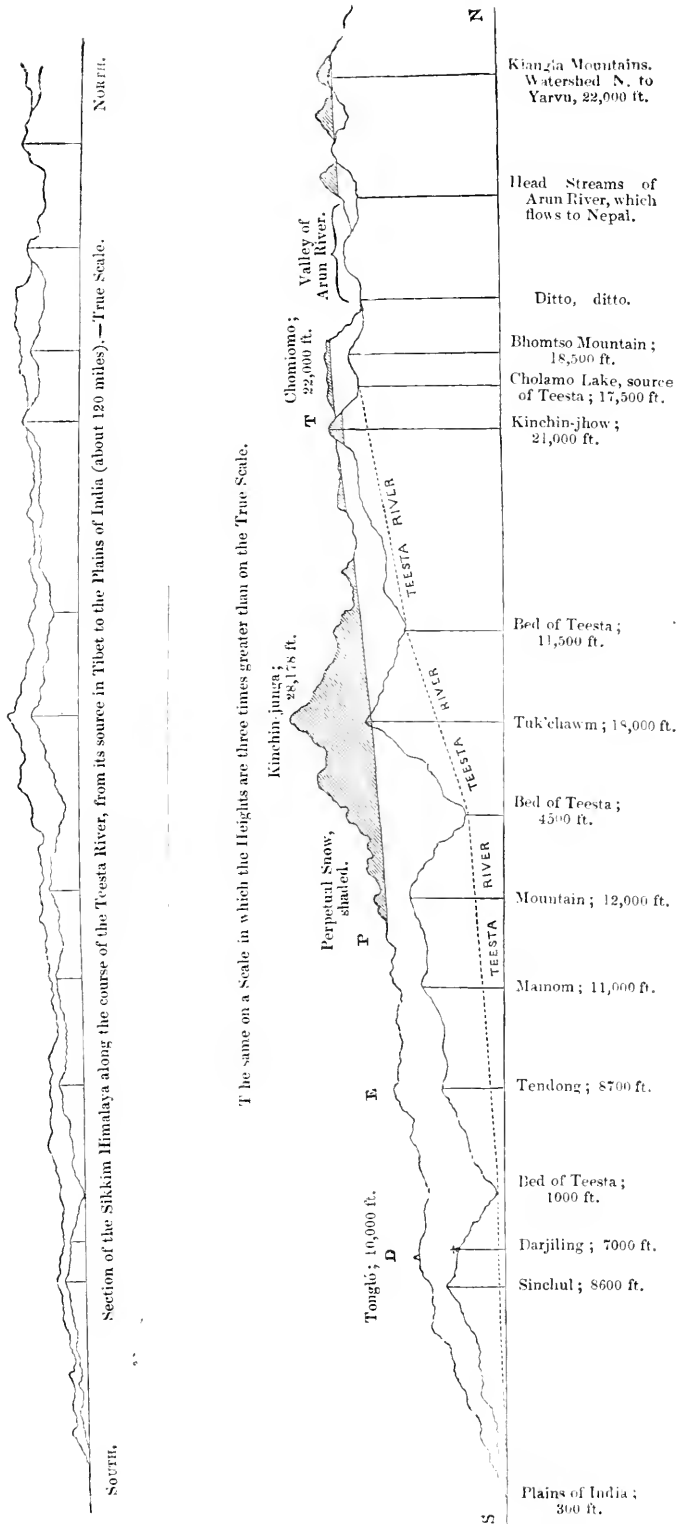 NORTH.
Section of the Sikkim Himalaya along the course of the Teesta River, from its source in Tibet to the Plains of India (about 120 miles).—True Scale.
SOUTH.
The same on a Scale in which the Heights are three times greater than on the True Scale.
N
Kiangla Mountains.
Watershed N. to
Yarvu, 22,000 ft.
Head Streams of
Arun River, which
flows to Nepal.
Valley of
Arun River.
Ditto, ditto.
Chomiomo;
22,000 ft.
Bhomtso Mountain;
18,500 ft.
Cholamo Lake, source
of Teesta; 17,500 ft.
T
Kinchin-jhow;
21,000 ft.
TEESTA RIVER
Kinchin-junga;
28,178 ft.
Bed of Teesta;
11,500 ft.
TEESTA RIVER
Tukchawm; 18,000 ft.
Bed of Teesta;
4500 ft.
Perpetual Snow,
shaded.
P
TEESTA RIVER
Mountain; 12,000 ft.
Mainom; 11,000 ft.
E
Tendong; 8700 ft.
Bed of Teesta;
1000 ft.
Tonglo; 10,000 ft.
D
Darjiling; 7000 ft.
Sinchul; 8600 ft.
Plains of India;
300 ft.
S